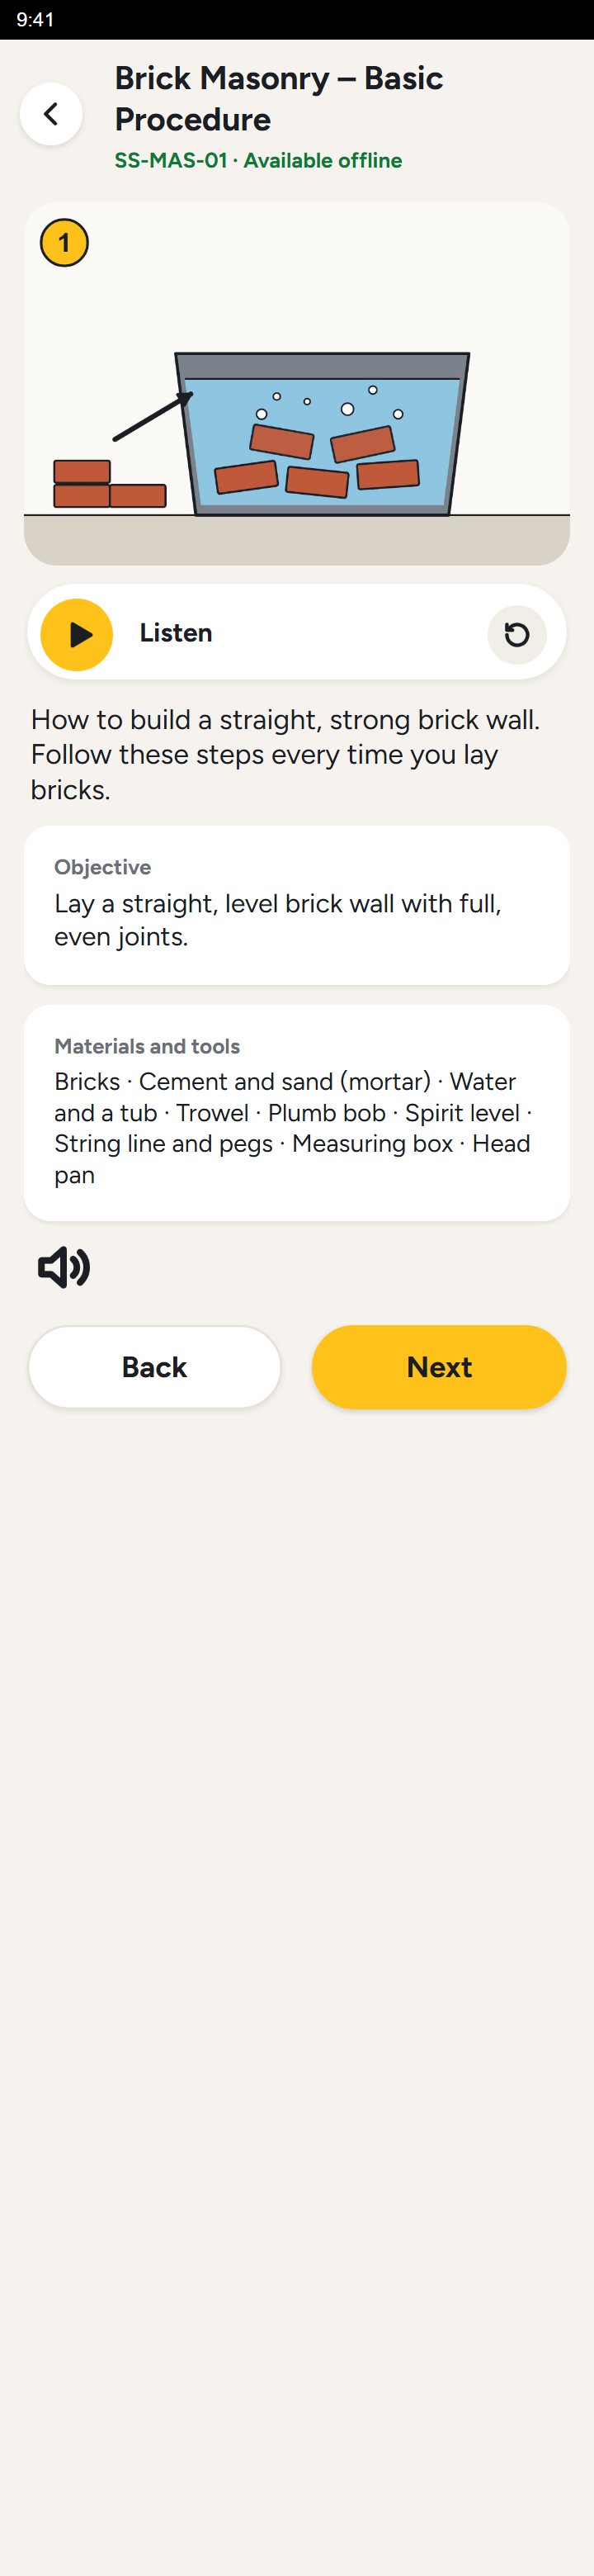 9:41
Brick Masonry – Basic
Procedure
SS-MAS-01 · Available offline
1
Listen
How to build a straight, strong brick wall.
Follow these steps every time you lay
bricks.
Objective
Lay a straight, level brick wall with full,
even joints.
Materials and tools
Bricks · Cement and sand (mortar) · Water
and a tub · Trowel · Plumb bob · Spirit level ·
String line and pegs · Measuring box · Head
pan
Back
Next